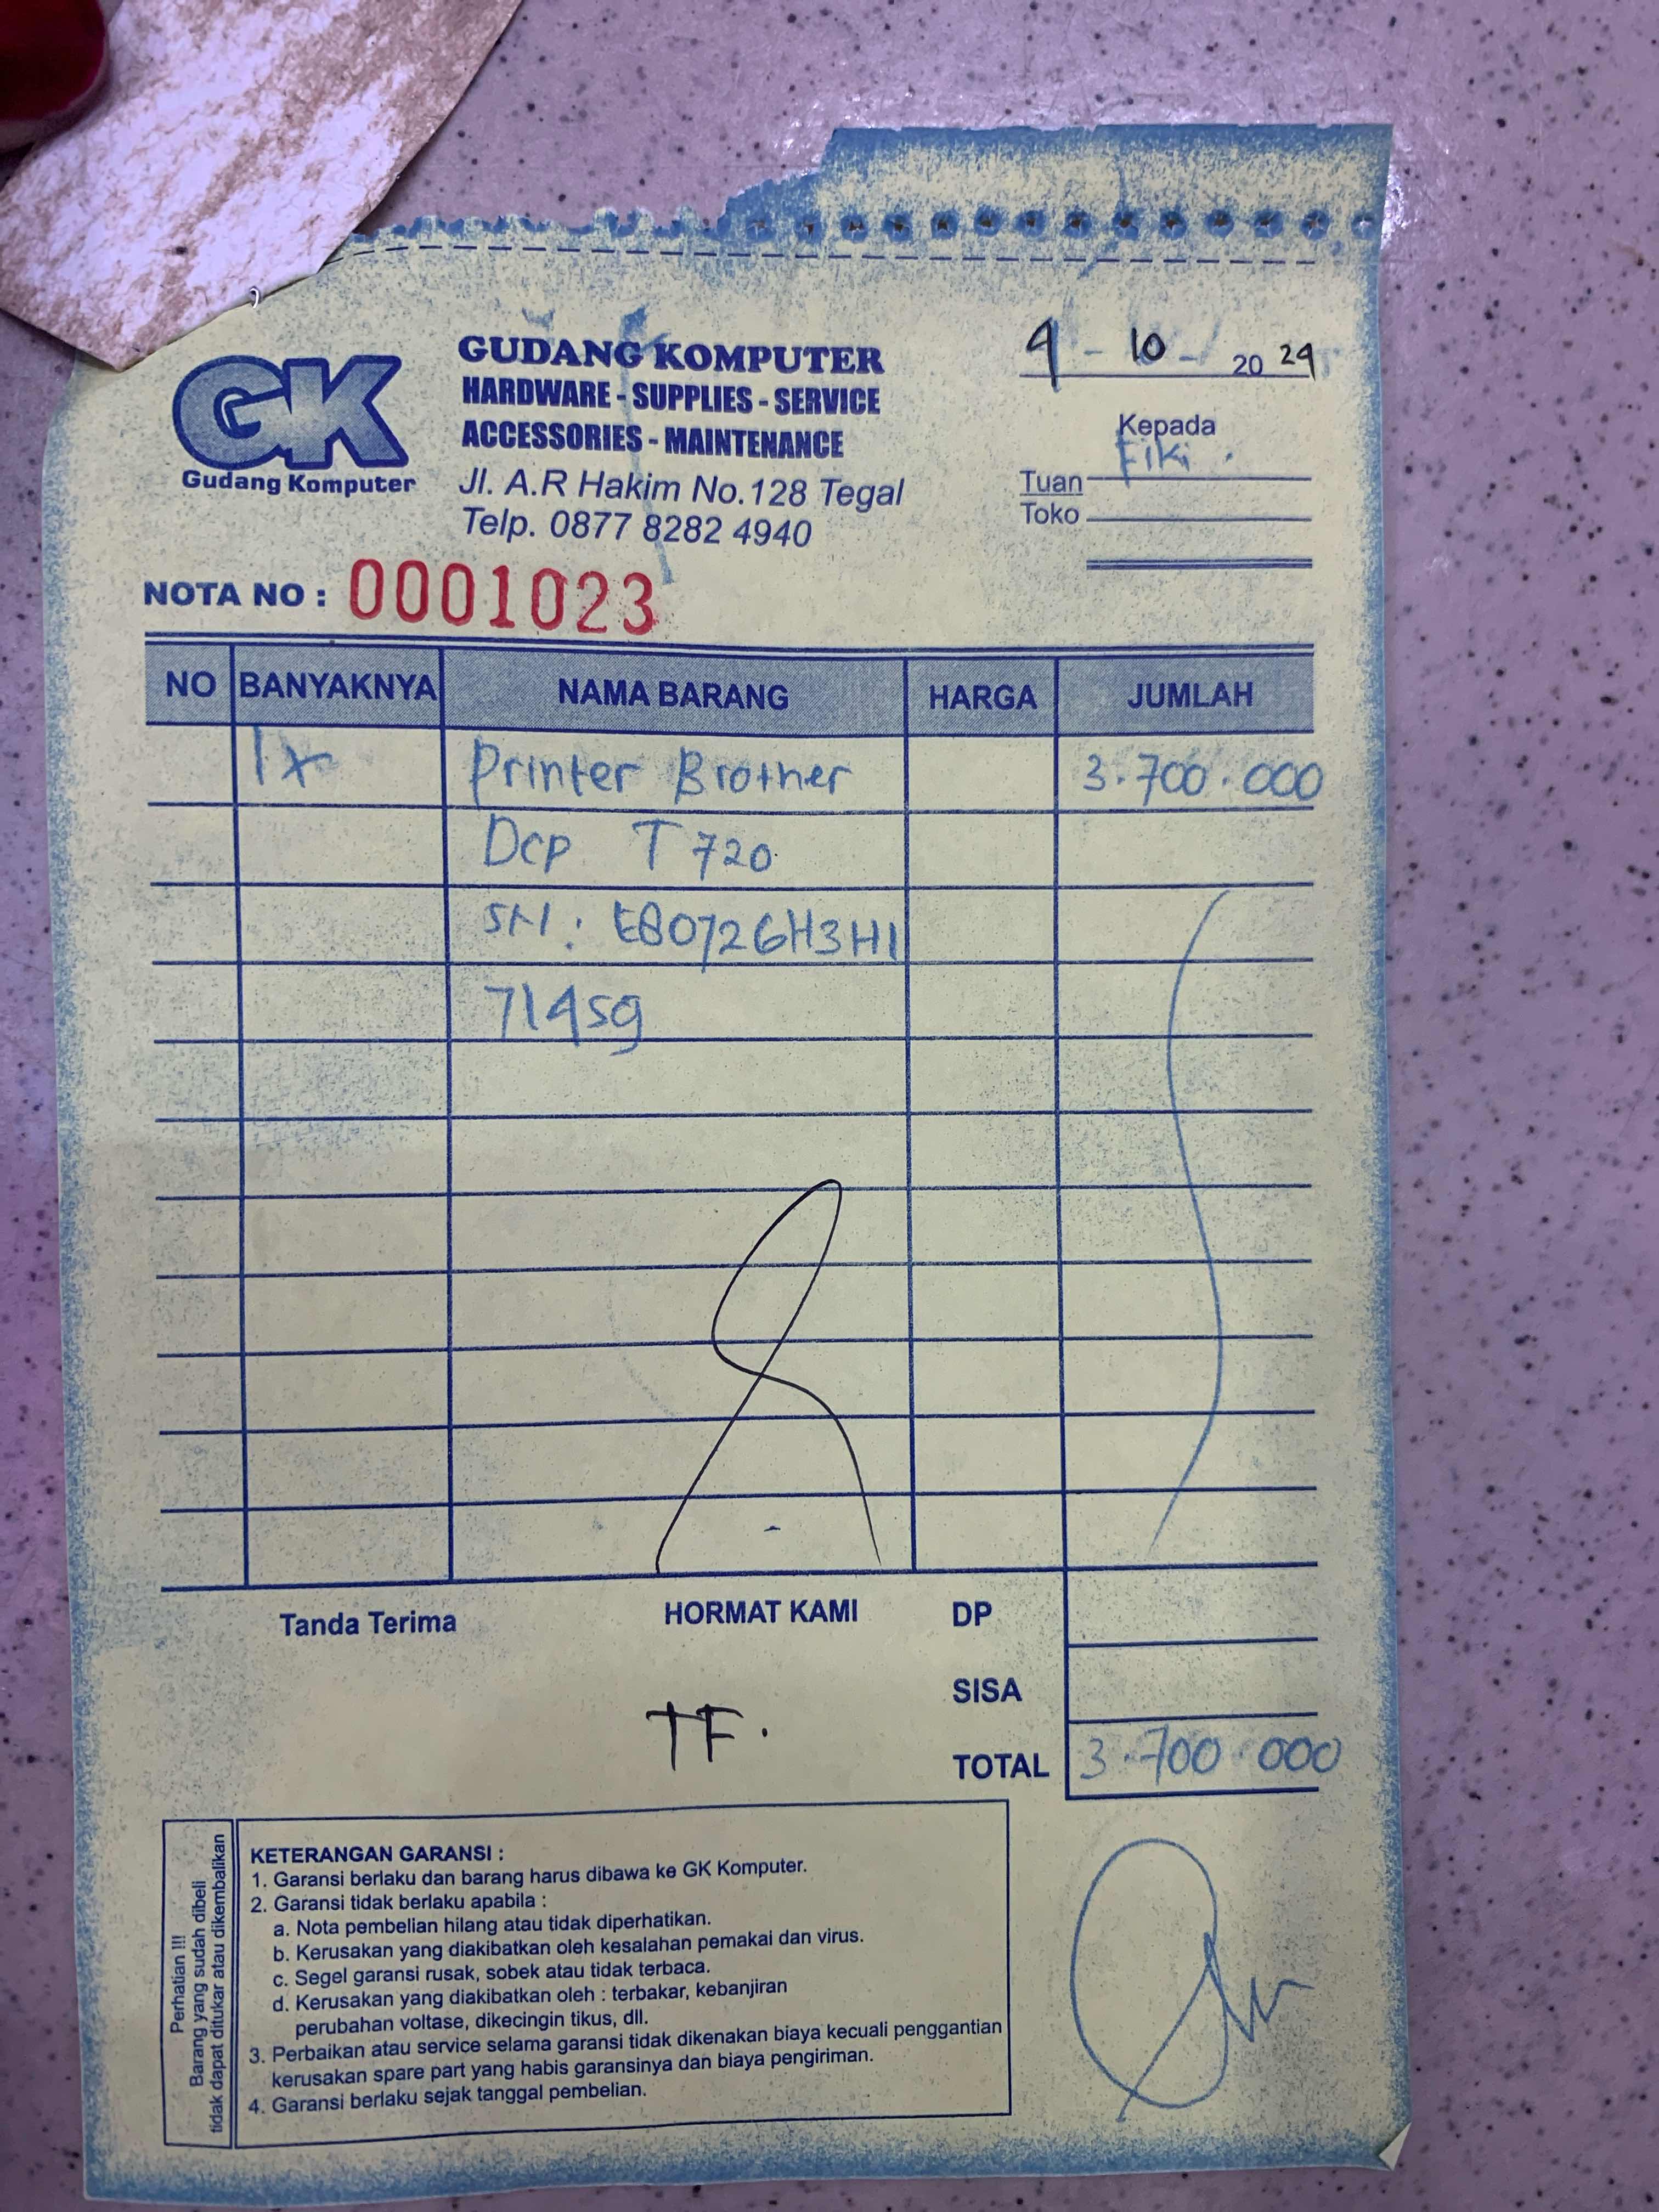 GK
Gudang Komputer
GUDANG KOMPUTER
HARDWARE - SUPPLIES - SERVICE
ACCESSORIES - MAINTENANCE
Jl. A.R Hakim No.128 Tegal
Telp. 0877 8282 4940
4 - 10 - 2024
Kepada
Tuan Fiki .
Toko
NOTA NO : 0001023
NO BANYAKNYA NAMA BARANG HARGA JUMLAH
1x Printer Brother 3.700.000
Dcp T 720
SN : E80726H3H1
71459
Tanda Terima HORMAT KAMI DP
SISA
TF.
TOTAL 3.700.000
Perhatian !!!
Barang yang sudah dibeli
tidak dapat ditukar atau dikembalikan
KETERANGAN GARANSI :
1. Garansi berlaku dan barang harus dibawa ke GK Komputer.
2. Garansi tidak berlaku apabila :
a. Nota pembelian hilang atau tidak diperhatikan.
b. Kerusakan yang diakibatkan oleh kesalahan pemakai dan virus.
c. Segel garansi rusak, sobek atau tidak terbaca.
d. Kerusakan yang diakibatkan oleh : terbakar, kebanjiran
perubahan voltase, dikecingin tikus, dll.
3. Perbaikan atau service selama garansi tidak dikenakan biaya kecuali penggantian
kerusakan spare part yang habis garansinya dan biaya pengiriman.
4. Garansi berlaku sejak tanggal pembelian.